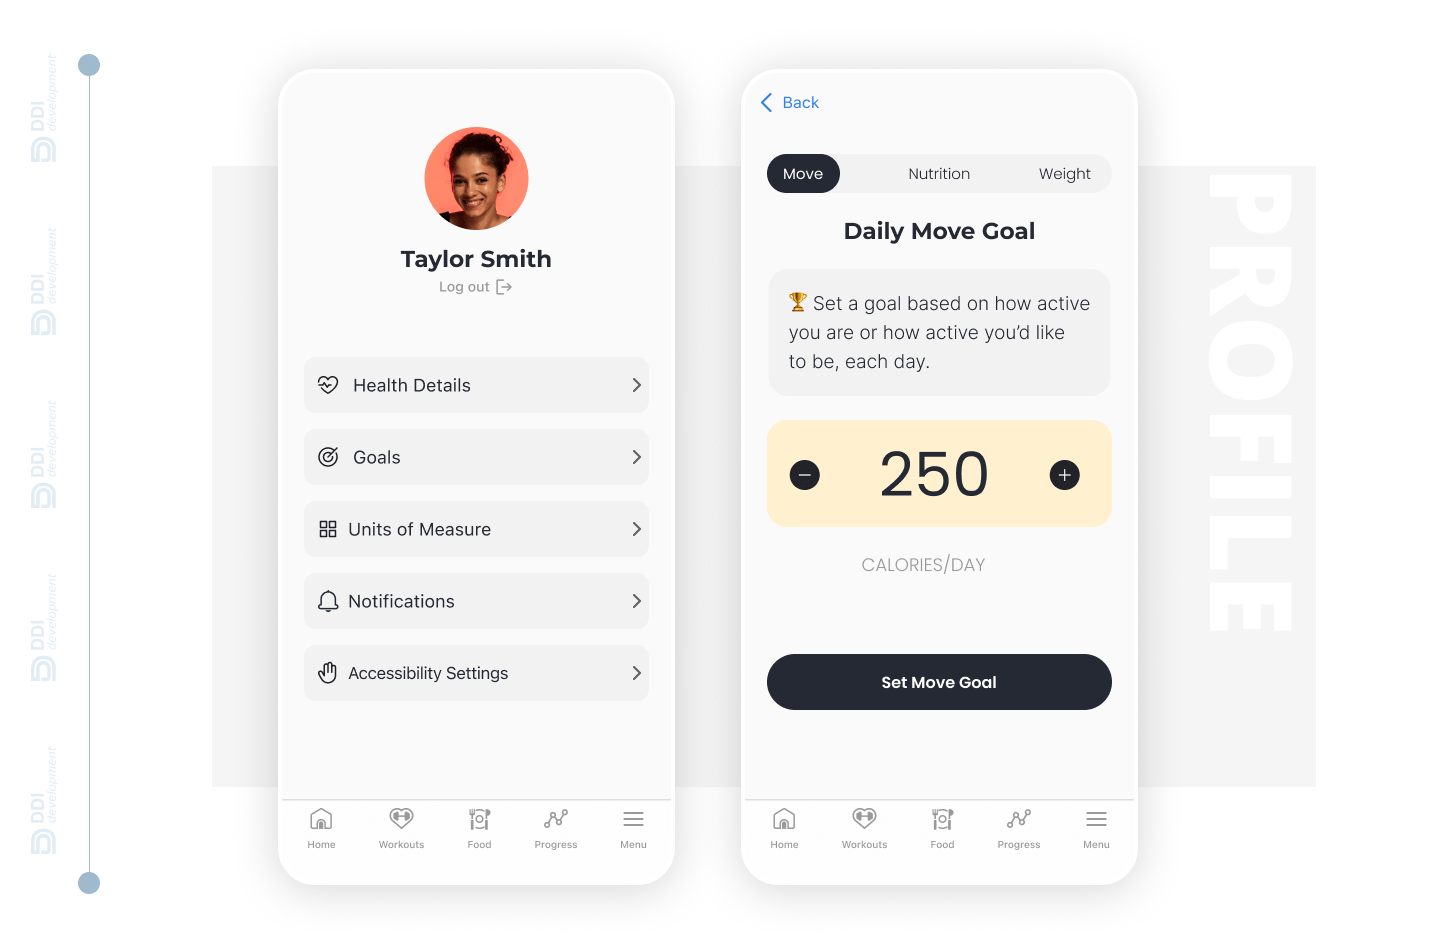 DDI
development
DDI
development
DDI
development
DDI
development
DDI
development
Taylor Smith
Log out
Health Details
Goals
Units of Measure
Notifications
Accessibility Settings
Home
Workouts
Food
Progress
Menu
Back
Move
Nutrition
Weight
Daily Move Goal
🏆 Set a goal based on how active
you are or how active you’d like
to be, each day.
250
CALORIES/DAY
Set Move Goal
Home
Workouts
Food
Progress
Menu
PROFILE